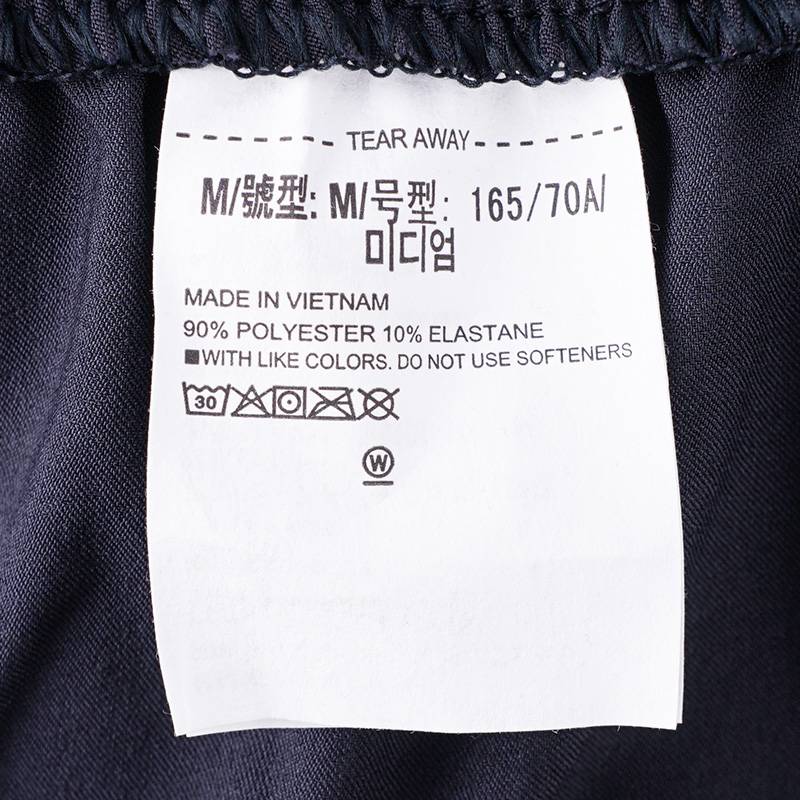 TEAR AWAY
M/號型: M/号型: 165/70A/
미디엄
MADE IN VIETNAM
90% POLYESTER 10% ELASTANE
■WITH LIKE COLORS. DO NOT USE SOFTENERS
30
W